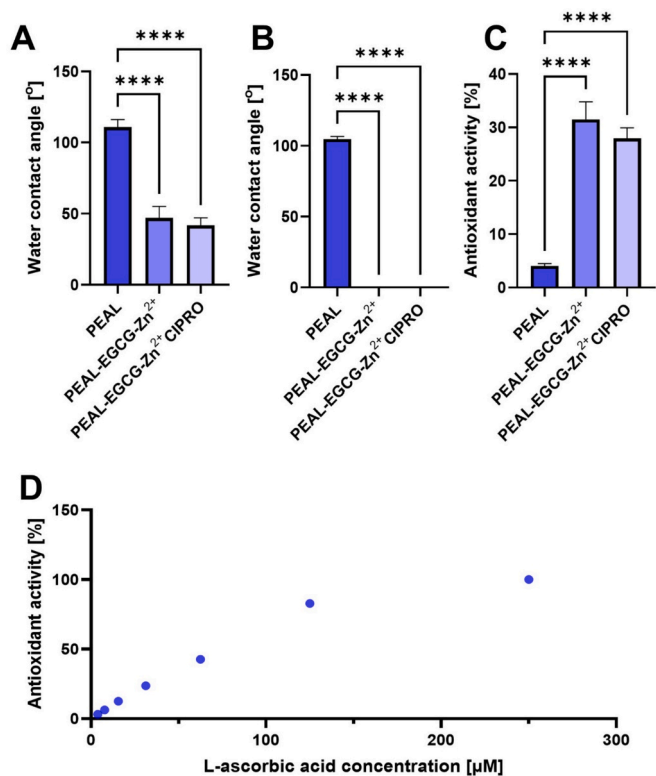 A
Water contact angle [°]
150
100
50
0
****
****
PEAL
PEAL-EGCG-Zn²⁺
PEAL-EGCG-Zn²⁺ CIPRO
B
Water contact angle [°]
150
100
50
0
****
****
PEAL
PEAL-EGCG-Zn²⁺
PEAL-EGCG-Zn²⁺ CIPRO
C
Antioxidant activity [%]
40
30
20
10
0
****
****
PEAL
PEAL-EGCG-Zn²⁺
PEAL-EGCG-Zn²⁺ CIPRO
D
Antioxidant activity [%]
150
100
50
0
0
100
200
300
L-ascorbic acid concentration [µM]